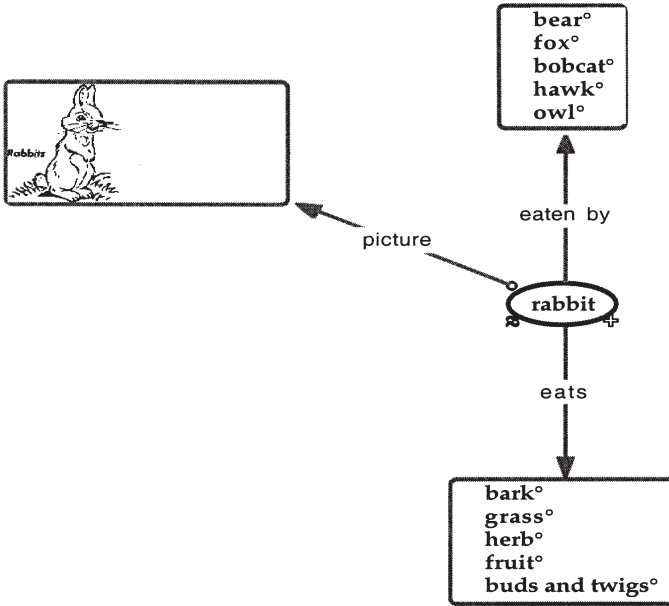 bear°
fox°
bobcat°
hawk°
owl°
Rabbits
eaten by
picture
rabbit
eats
bark°
grass°
herb°
fruit°
buds and twigs°